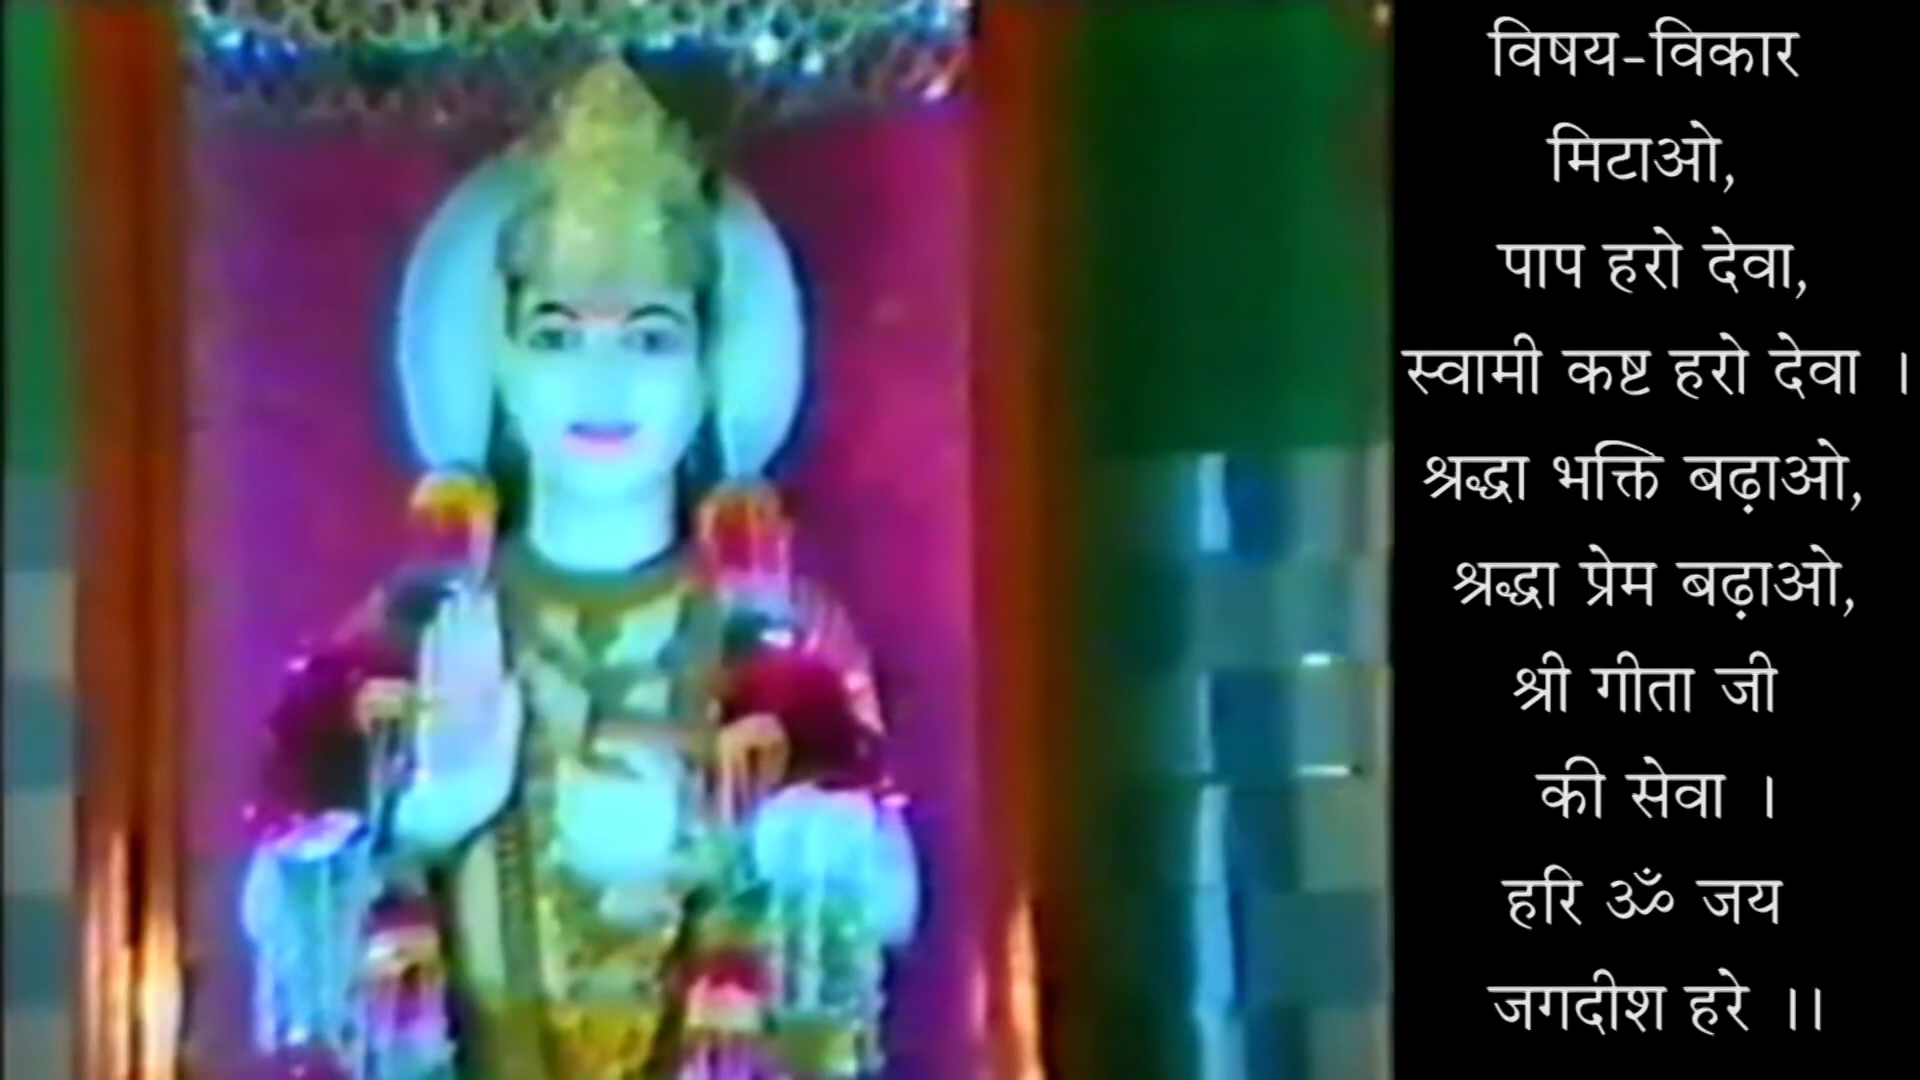 विषय-विकार
मिटाओ,
पाप हरो देवा,
स्वामी कष्ट हरो देवा ।
श्रद्धा भक्ति बढ़ाओ,
श्रद्धा प्रेम बढ़ाओ,
श्री गीता जी
की सेवा ।
हरि ॐ जय
जगदीश हरे ।।